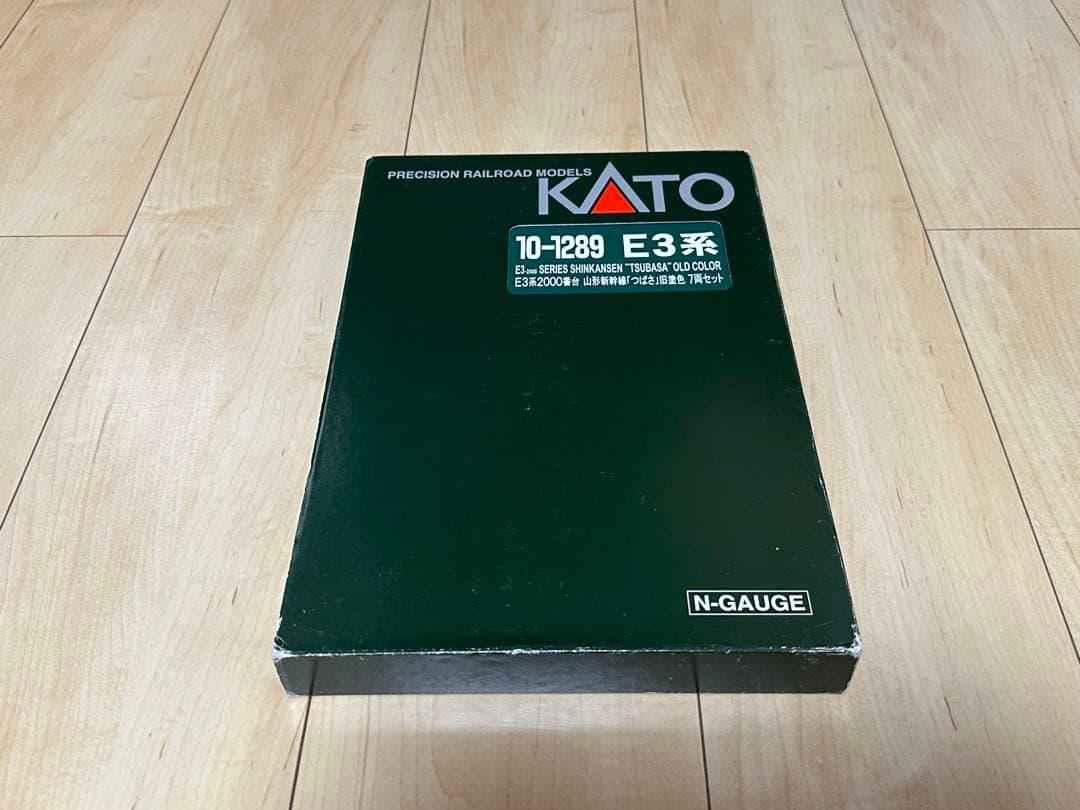 PRECISION RAILROAD MODELS
KATO
10-1289 E3系
E3-2000 SERIES SHINKANSEN "TSUBASA" OLD COLOR
E3系2000番台 山形新幹線「つばさ」旧塗色 7両セット
N-GAUGE